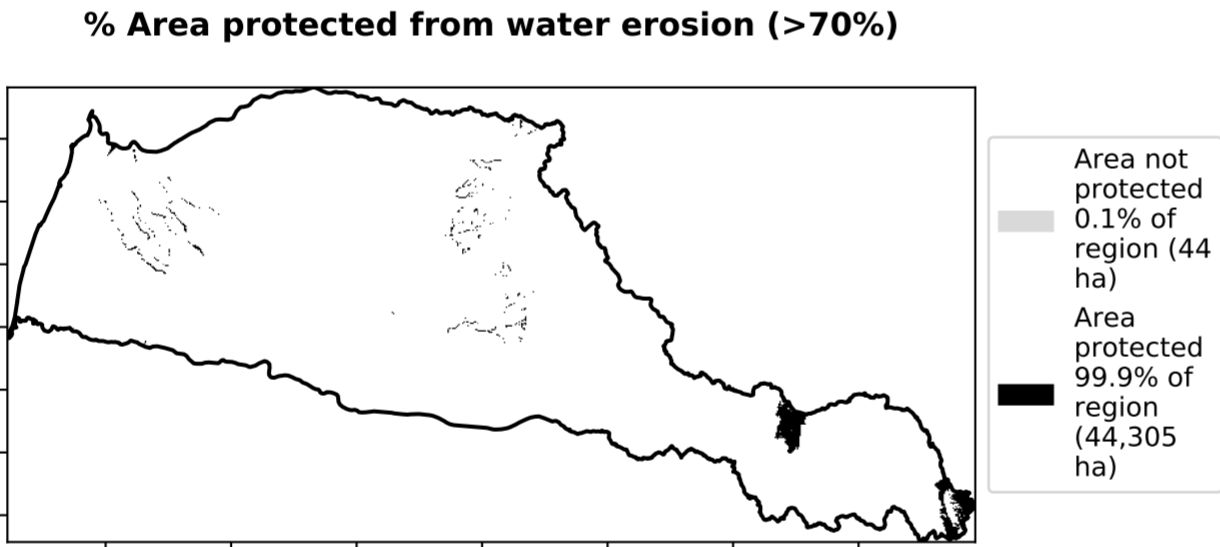 % Area protected from water erosion (>70%)
Area not
protected
0.1% of
region (44
ha)
Area
protected
99.9% of
region
(44,305
ha)